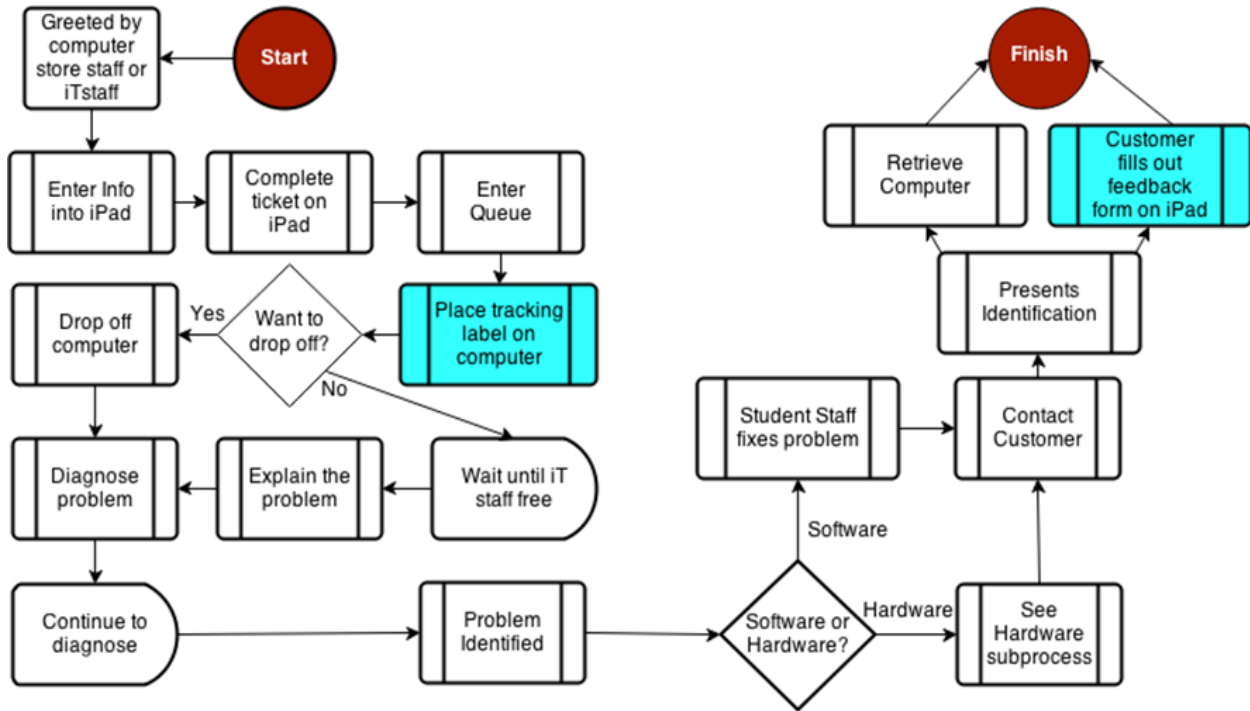 Start
Greeted by
computer
store staff or
iTstaff
Enter Info
into iPad
Complete
ticket on
iPad
Enter
Queue
Place tracking
label on
computer
Want to
drop off?
Yes
No
Drop off
computer
Wait until iT
staff free
Explain the
problem
Diagnose
problem
Continue to
diagnose
Problem
Identified
Software or
Hardware?
Software
Hardware
Student Staff
fixes problem
See
Hardware
subprocess
Contact
Customer
Presents
Identification
Retrieve
Computer
Customer
fills out
feedback
form on iPad
Finish